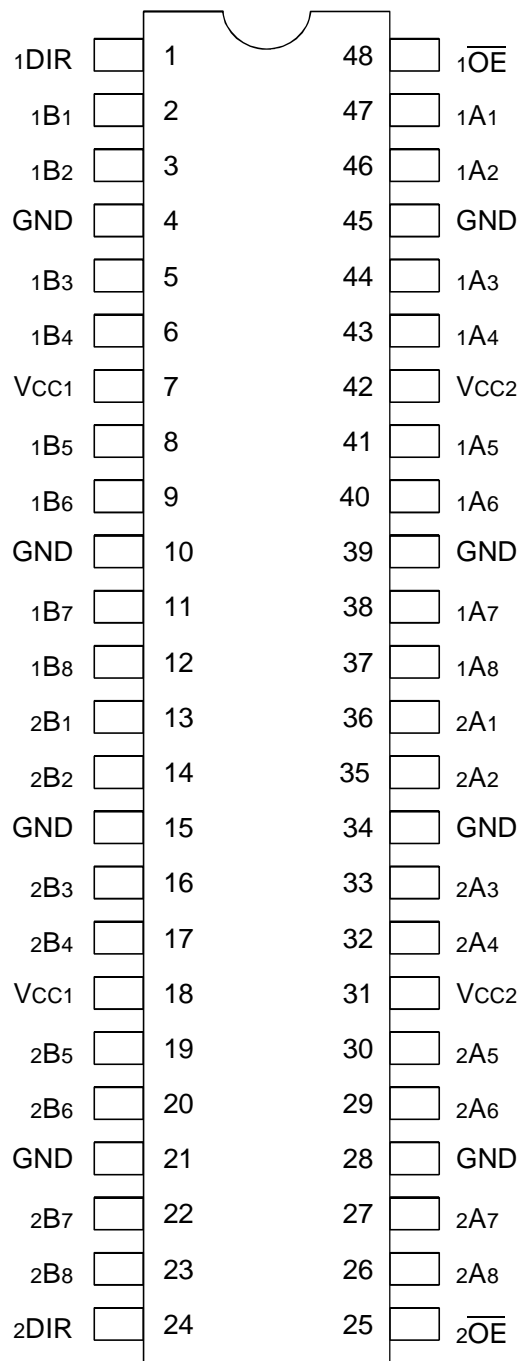 1DIR 1 48 1O̅E̅
1B1 2 47 1A1
1B2 3 46 1A2
GND 4 45 GND
1B3 5 44 1A3
1B4 6 43 1A4
VCC1 7 42 VCC2
1B5 8 41 1A5
1B6 9 40 1A6
GND 10 39 GND
1B7 11 38 1A7
1B8 12 37 1A8
2B1 13 36 2A1
2B2 14 35 2A2
GND 15 34 GND
2B3 16 33 2A3
2B4 17 32 2A4
VCC1 18 31 VCC2
2B5 19 30 2A5
2B6 20 29 2A6
GND 21 28 GND
2B7 22 27 2A7
2B8 23 26 2A8
2DIR 24 25 2O̅E̅